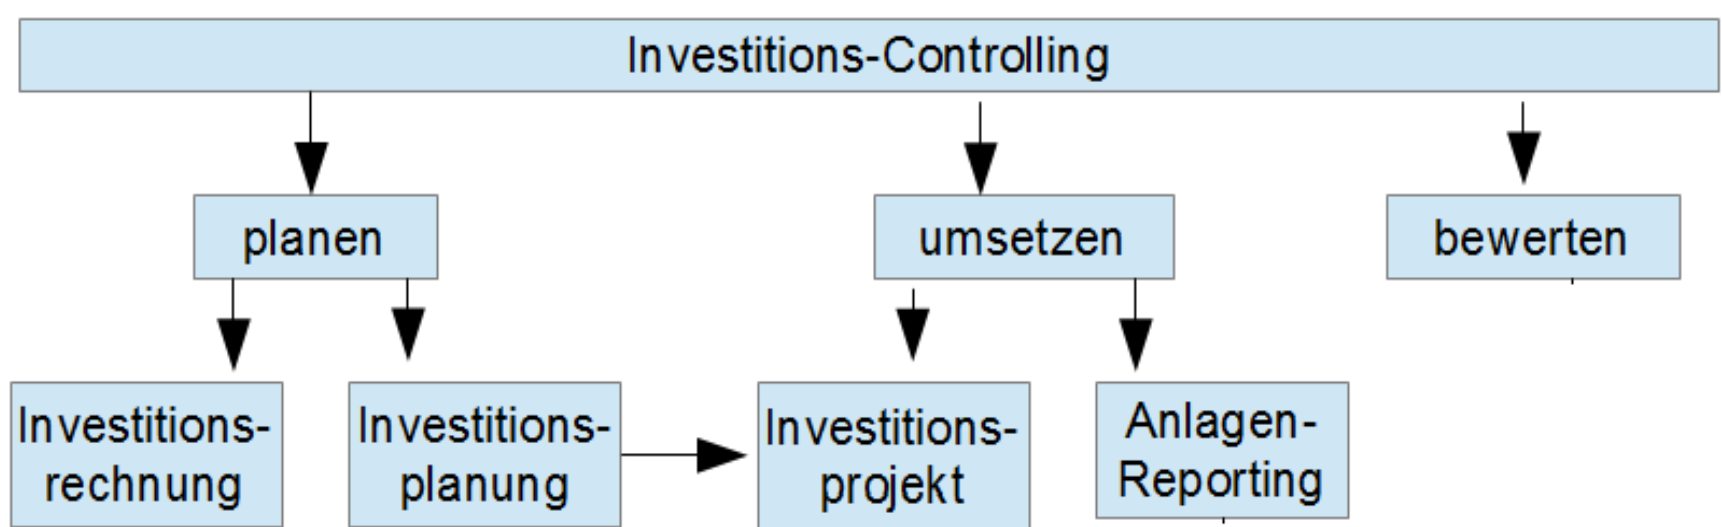 Investitions-Controlling
planen
umsetzen
bewerten
Investitions-
rechnung
Investitions-
planung
Investitions-
projekt
Anlagen-
Reporting